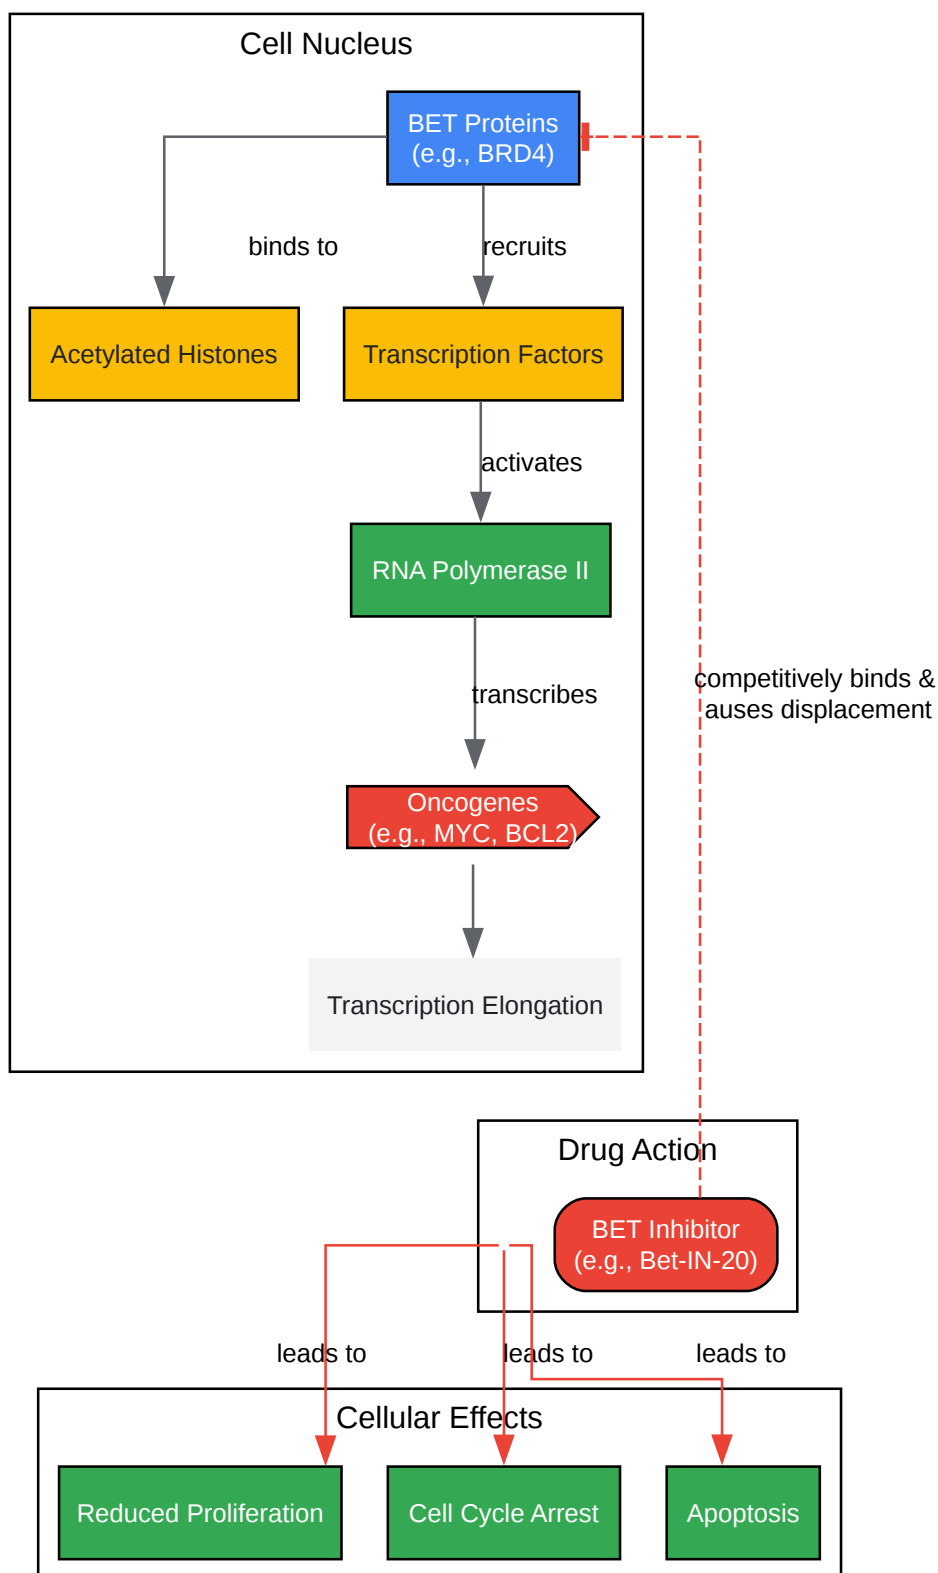 Cell Nucleus
BET Proteins
(e.g., BRD4)
binds to
recruits
Acetylated Histones
Transcription Factors
activates
RNA Polymerase II
transcribes
competitively binds &
auses displacement
Oncogenes
(e.g., MYC, BCL2)
Transcription Elongation
Drug Action
BET Inhibitor
(e.g., Bet-IN-20)
leads to
leads to
leads to
Cellular Effects
Reduced Proliferation
Cell Cycle Arrest
Apoptosis